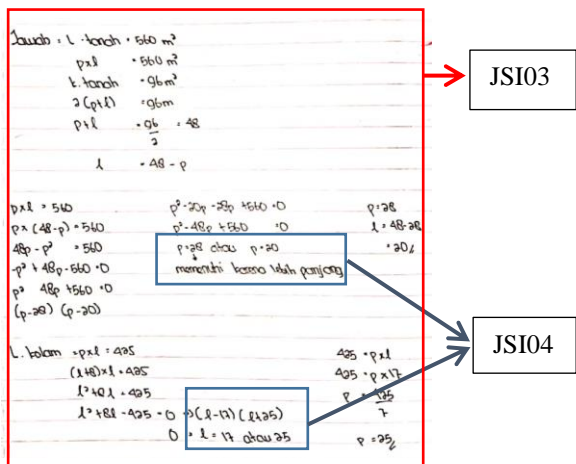 Jawab = L. tanah = 560 m²
p x l = 560 m²
k. tanah = 96 m²
2(p+l) = 96m
p+l = 96/2 = 48
l = 48 - p
JSI03
p x l = 560
p x (48-p) = 560
48p - p² = 560
-p² + 48p - 560 = 0
p² 48p + 560 = 0
(p-28) (p-20)
p² - 20p - 28p + 560 = 0
p² - 48p + 560 = 0
p = 28 atau p = 20
memenuhi karena lebih panjang
p = 28
l = 48-28
= 20
L. kolam = p x l = 425
(l+8) x l = 425
l² + 8l = 425
l² + 8l - 425 = 0 → (l-17) (l+25)
0 = l = 17 atau 25
425 = p x l
425 = p x 17
p = 425/7
p = 25
JSI04